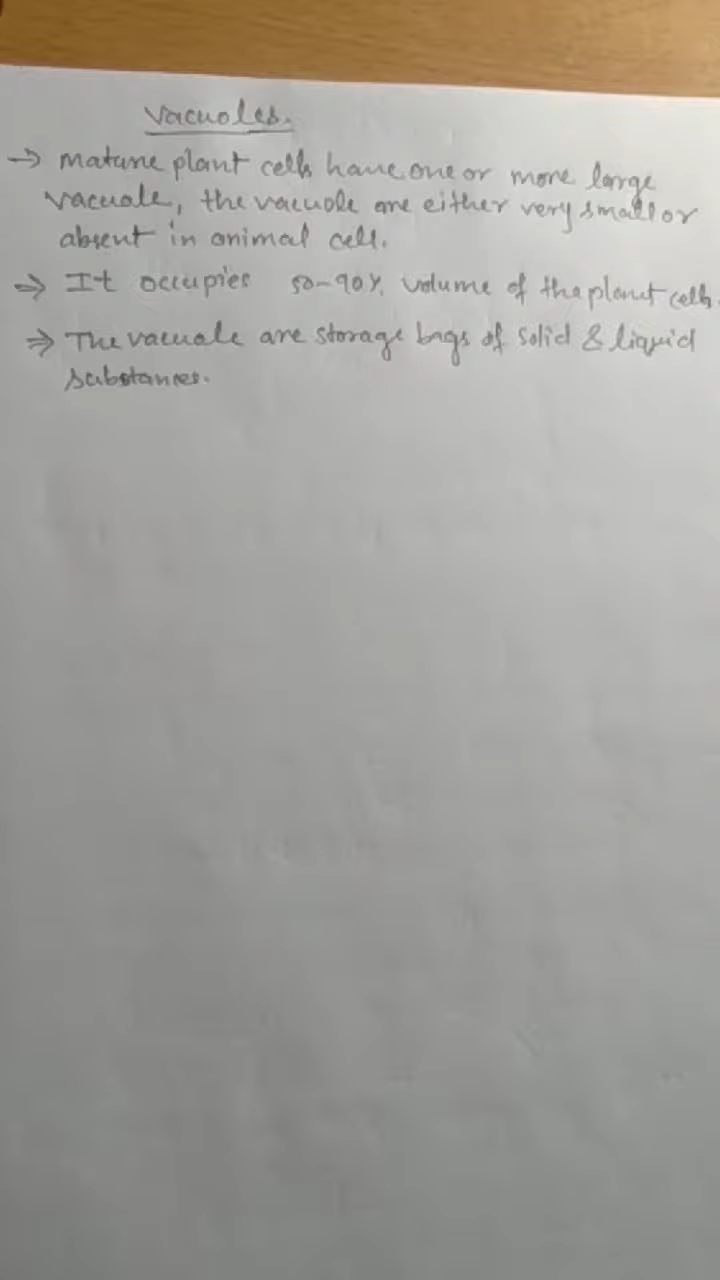 Vacuoles.
→ Mature plant cells have one or more large
vacuole, the vacuole are either very small or
absent in animal cell.
⇒ It occupies 50-90% volume of the plant cells.
⇒ The vacuole are storage bags of solid & liquid
substances.